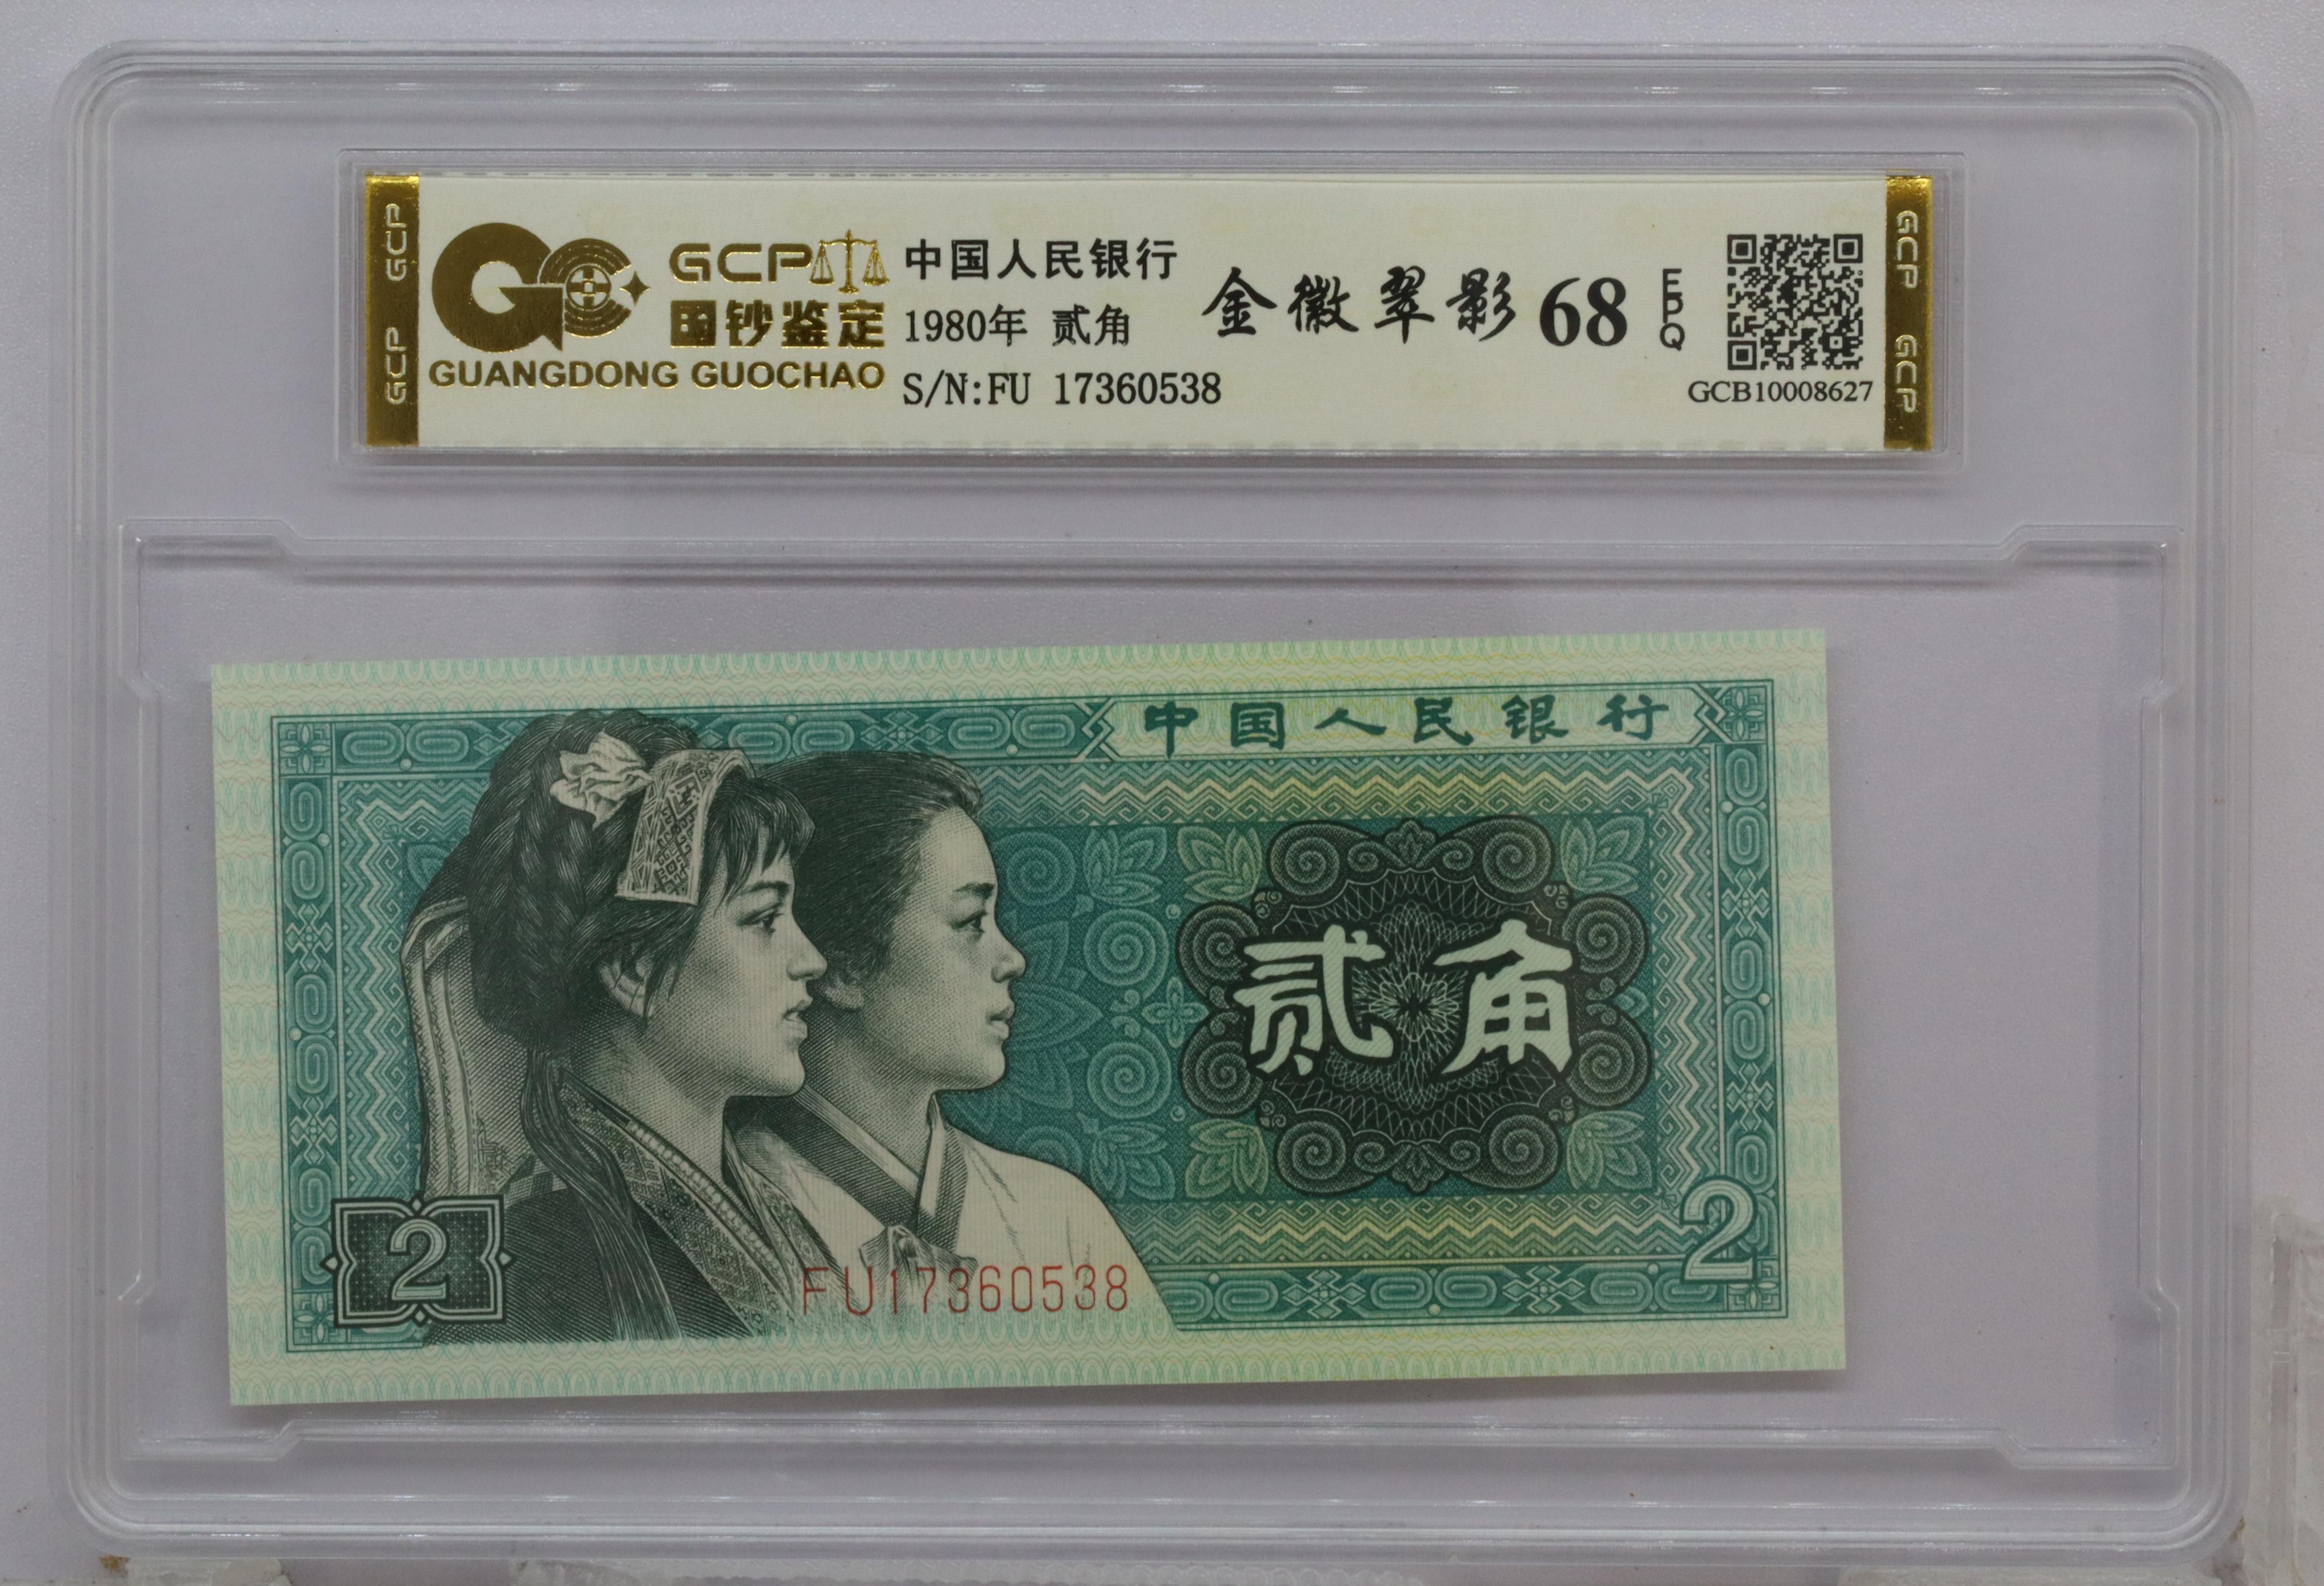 GCP GCP
GCP
国钞鉴定
GUANGDONG GUOCHAO
中国人民银行
1980年 贰角
S/N:FU 17360538
金徽翠影 68 EPQ
GCB10008627
GCP GCP
中国人民银行
贰角
2
2
FU17360538